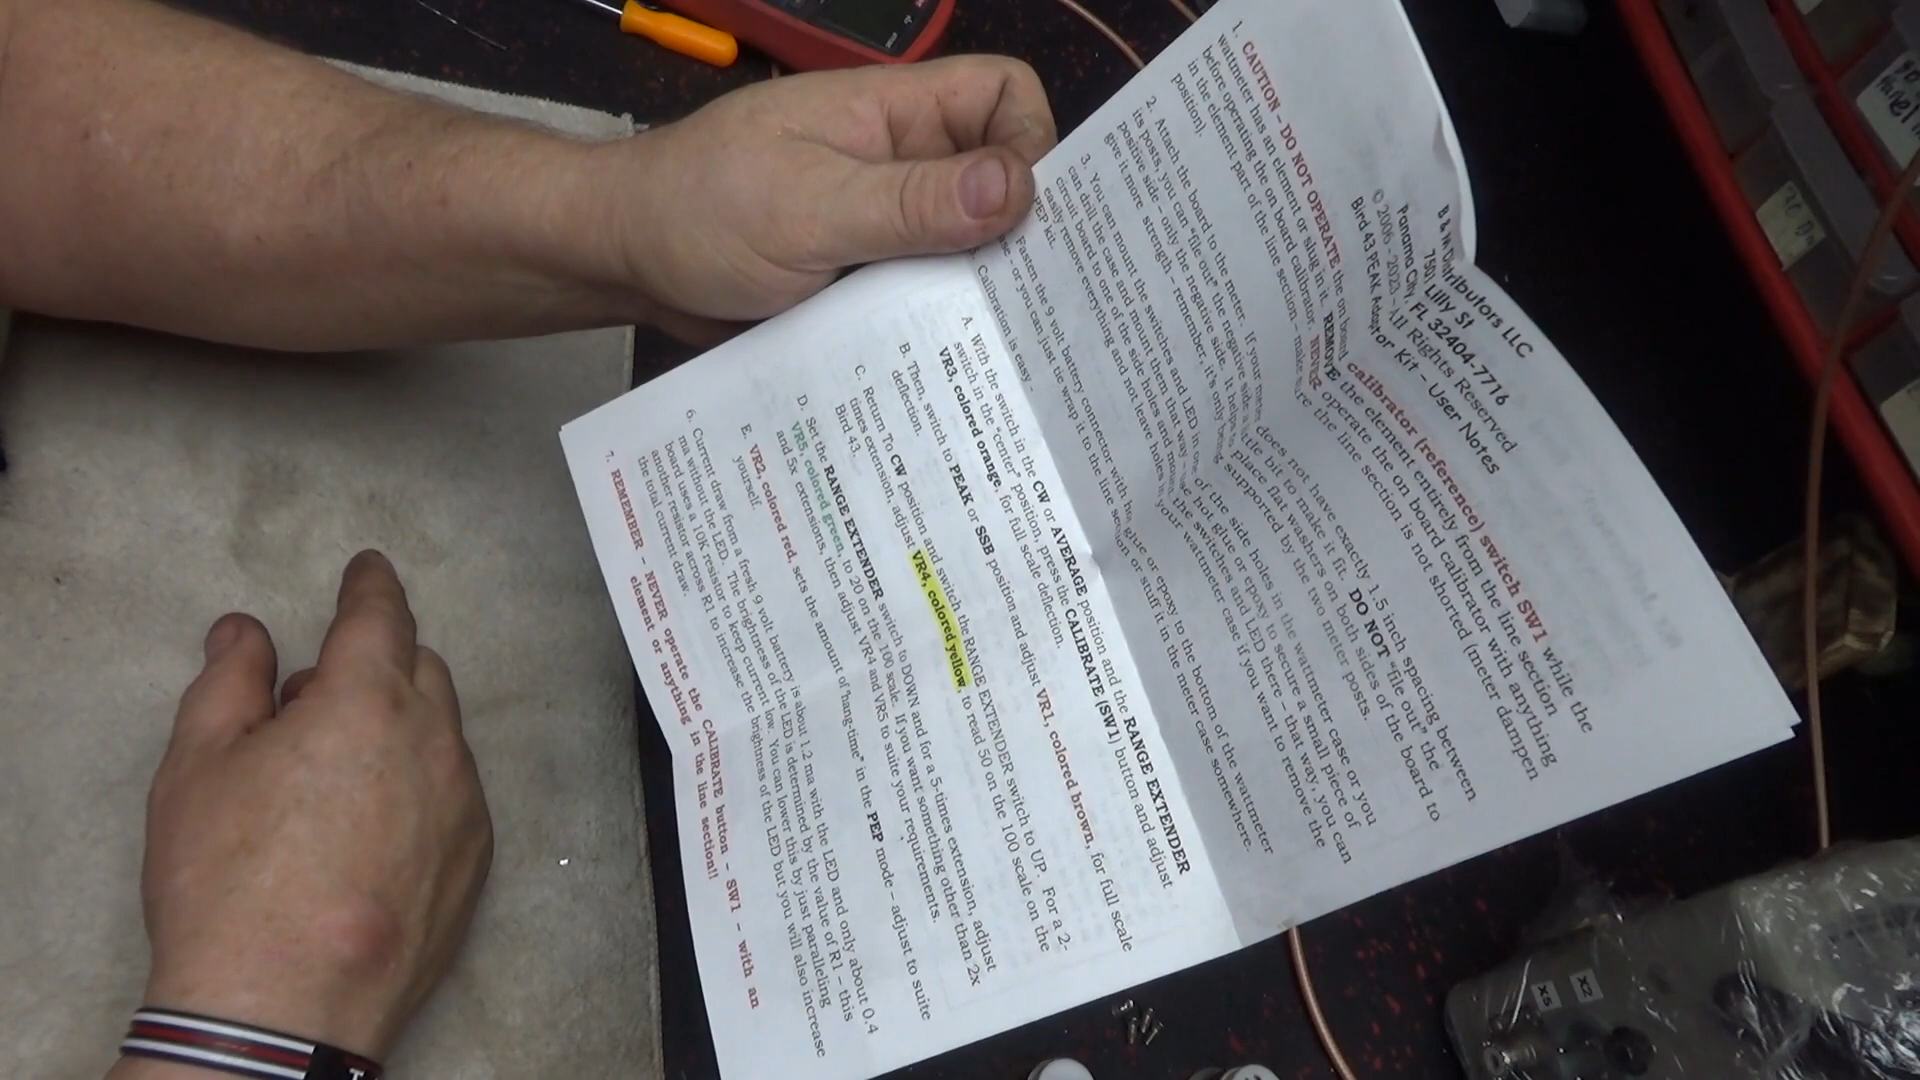 B & W Distributors LLC
750 Lilly St
Panama City, FL 32404-7716
© 2006 - 2023 - All Rights Reserved
Bird 43 PEAK Adaptor Kit - User Notes
1. CAUTION – DO NOT OPERATE the on board calibrator (reference) switch SW1 while the
wattmeter has an element or slug in it. REMOVE the element entirely from the line section
before operating the on board calibrator. NEVER operate the on board calibrator with anything
in the element part of the line section - make sure the line section is not shorted (meter dampen
position).
2. Attach the board to the meter. If your meter does not have exactly 1.5 inch spacing between
its posts, you can "file out" the negative side a little bit to make it fit. DO NOT "file out" the
positive side – only the negative side. It helps to place flat washers on both sides of the board to
give it more strength – remember, it's only being supported by the two meter posts.
3. You can mount the switches and LED in one of the side holes in the wattmeter case or you
can drill the case and mount them that way – use hot glue or epoxy to secure a small piece of
circuit board to one of the side holes and mount the switches and LED there – that way, you can
easily remove everything and not leave holes in your wattmeter case if you want to remove the
PEP kit.
Fasten the 9 volt battery connector with hot glue or epoxy to the bottom of the wattmeter
- or you can just tie wrap it to the line section or stuff it in the meter case somewhere.
Calibration is easy -
A. With the switch in the CW or AVERAGE position and the RANGE EXTENDER
switch in the "center" position, press the CALIBRATE (SW1) button and adjust
VR3, colored orange, for full scale deflection.
B. Then, switch to PEAK or SSB position and adjust VR1, colored brown, for full scale
deflection.
C. Return To CW position and switch the RANGE EXTENDER switch to UP. For a 2-
times extension, adjust VR4, colored yellow, to read 50 on the 100 scale on the
Bird 43.
D. Set the RANGE EXTENDER switch to DOWN and for a 5-times extension, adjust
VR5, colored green, to 20 on the 100 scale. If you want something other than 2x
and 5x extensions, then adjust VR4 and VR5 to suite your requirements.
E. VR2, colored red, sets the amount of "hang-time" in the PEP mode – adjust to suite
yourself.
6. Current draw from a fresh 9 volt battery is about 1.2 ma with the LED and only about 0.4
ma without the LED. The brightness of the LED is determined by the value of R1 – this
board uses a 10K resistor to keep current low. You can lower this by just paralleling
another resistor across R1 to increase the brightness of the LED but you will also increase
the total current draw.
7. REMEMBER – NEVER operate the CALIBRATE button – SW1 – with an
element or anything in the line section!!
X5
X2